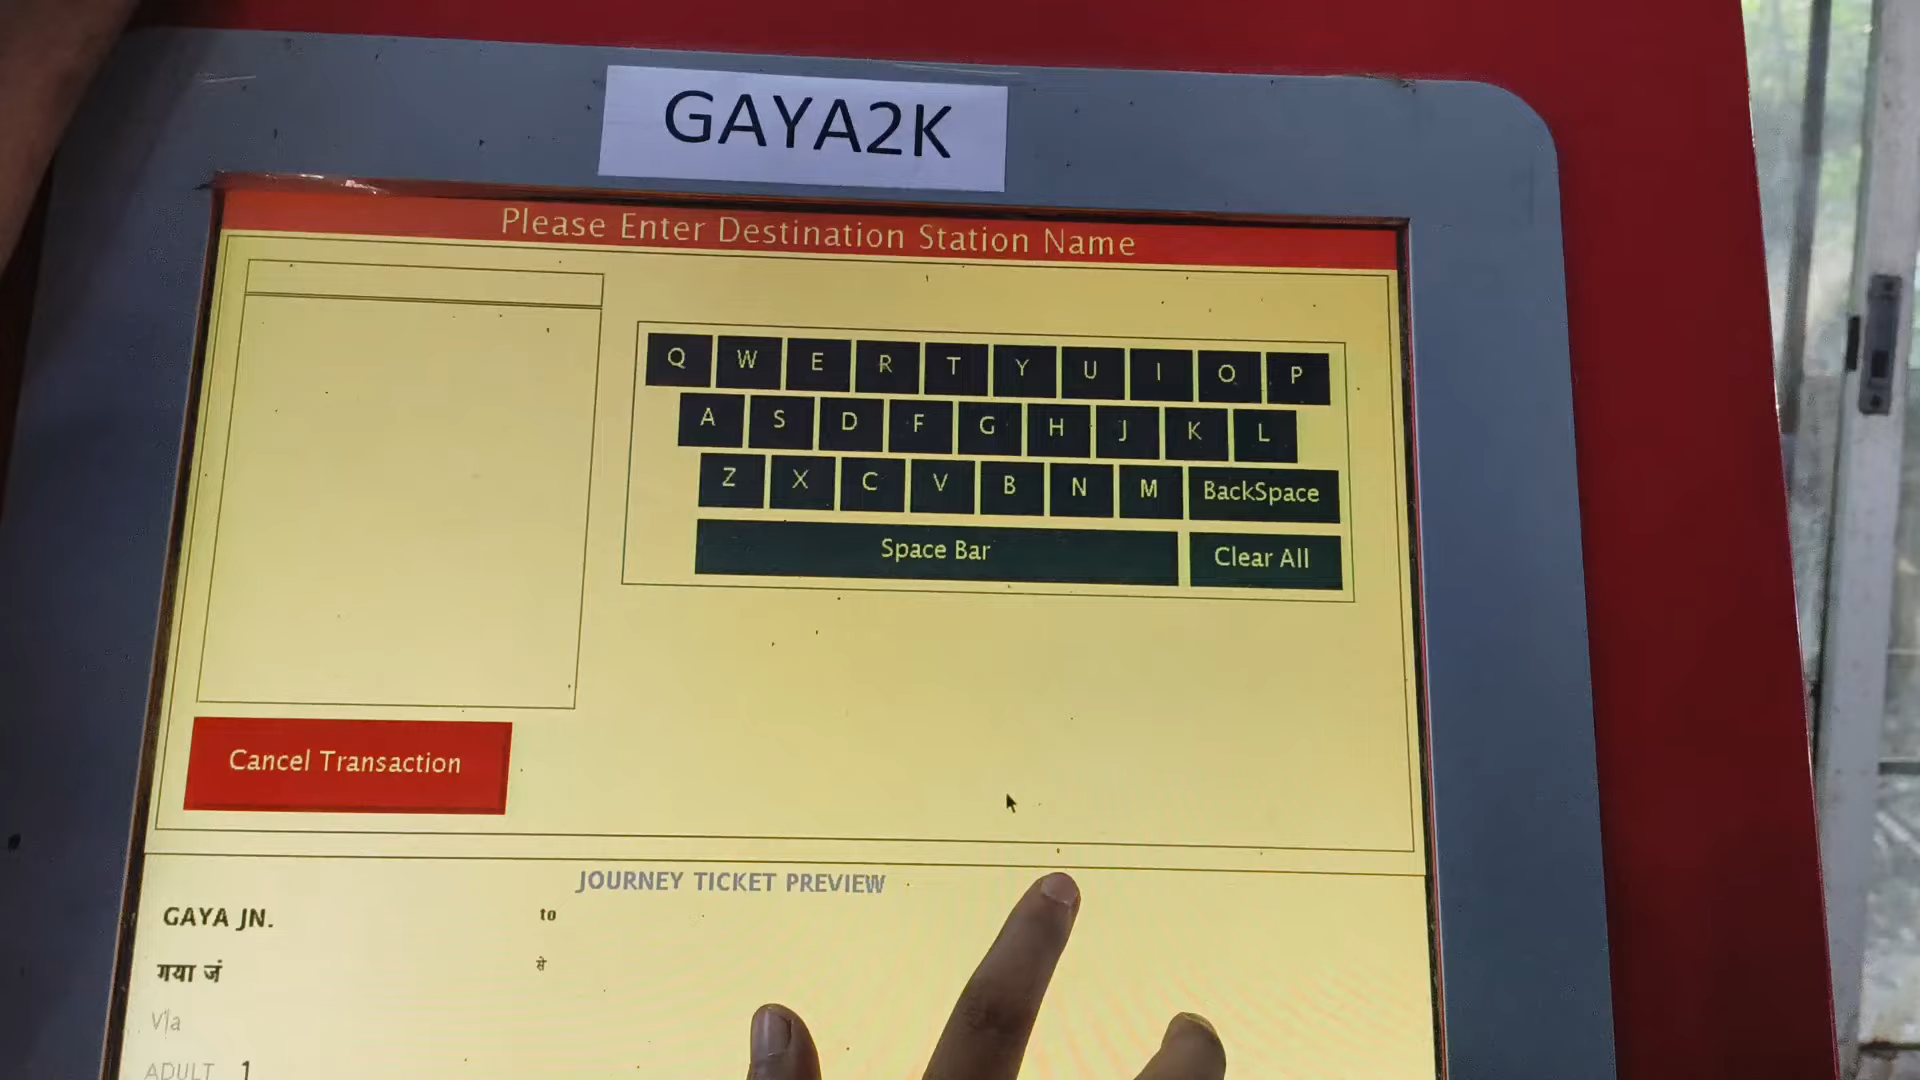 GAYA2K
Please Enter Destination Station Name
Q W E R T Y U I O P
A S D F G H J K L
Z X C V B N M BackSpace
Space Bar Clear All
Cancel Transaction
JOURNEY TICKET PREVIEW
GAYA JN. to
गया जं से
Via
ADULT 1